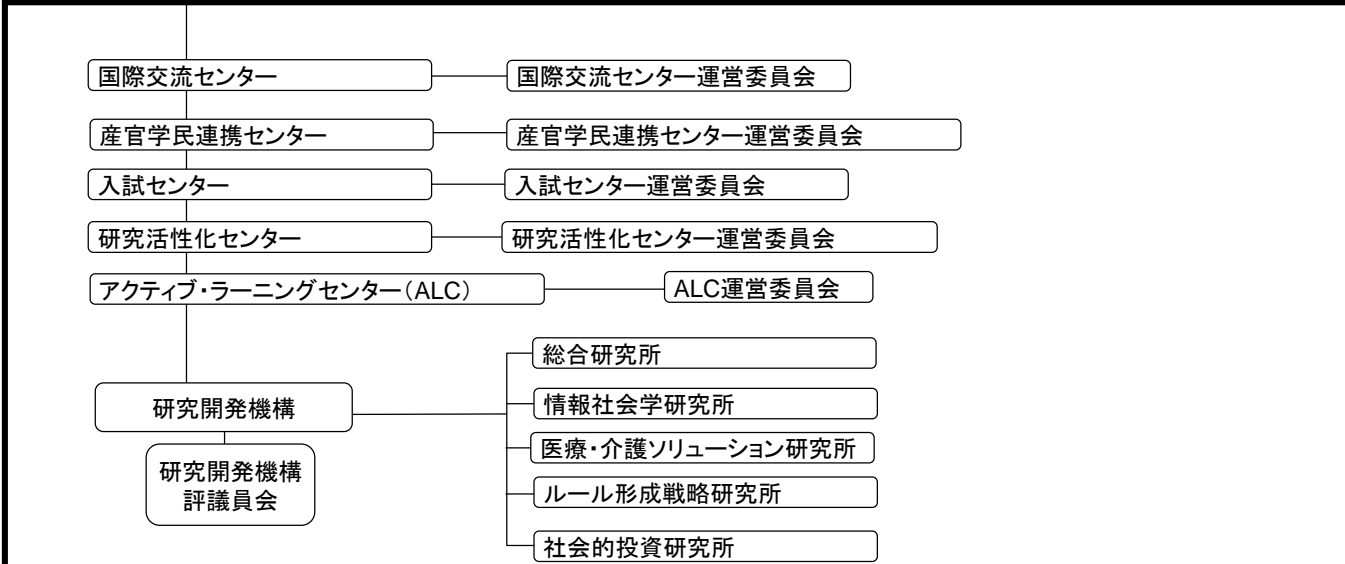 国際交流センター
国際交流センター運営委員会
産官学民連携センター
産官学民連携センター運営委員会
入試センター
入試センター運営委員会
研究活性化センター
研究活性化センター運営委員会
アクティブ・ラーニングセンター（ALC）
ALC運営委員会
総合研究所
研究開発機構
情報社会学研究所
医療・介護ソリューション研究所
研究開発機構
評議員会
ルール形成戦略研究所
社会的投資研究所